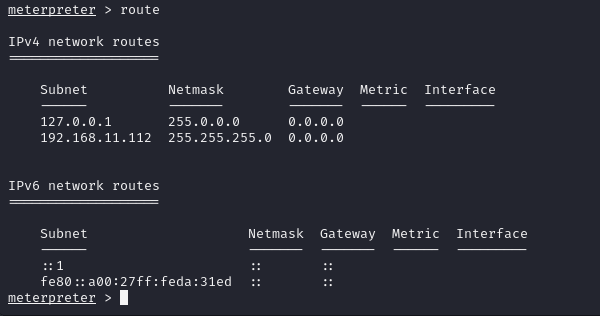 meterpreter > route
IPv4 network routes
===================
Subnet Netmask Gateway Metric Interface
------ ------- ------- ------ ---------
127.0.0.1 255.0.0.0 0.0.0.0
192.168.11.112 255.255.255.0 0.0.0.0
IPv6 network routes
===================
Subnet Netmask Gateway Metric Interface
------ ------- ------- ------ ---------
::1 :: ::
fe80::a00:27ff:feda:31ed :: ::
meterpreter >